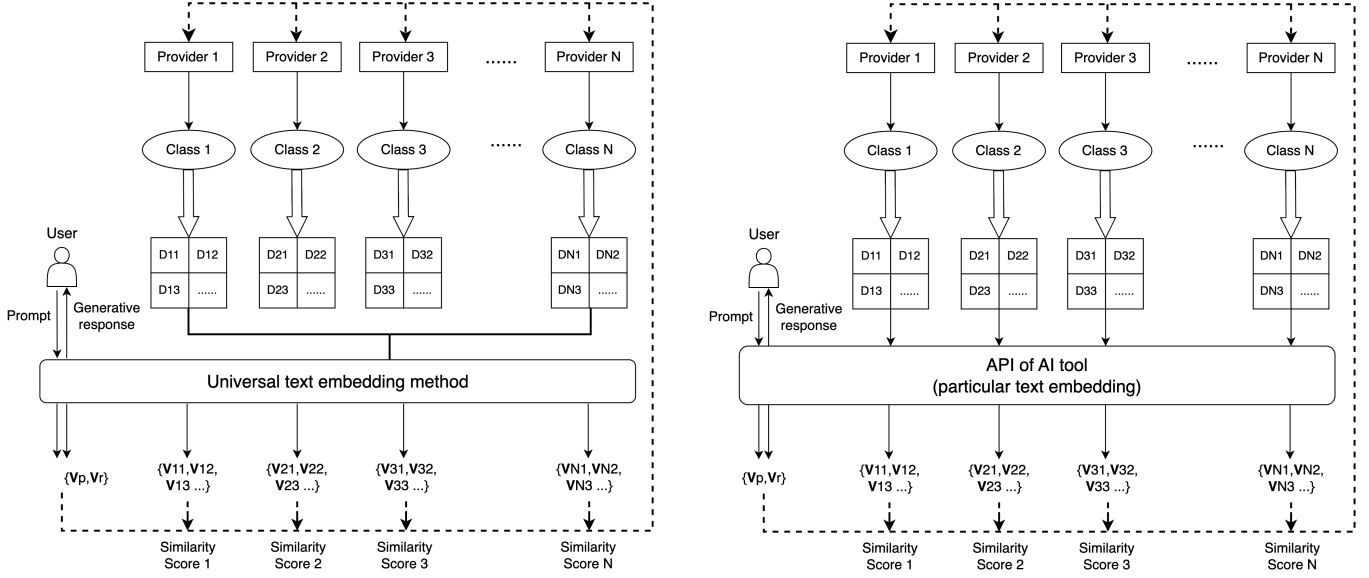 Provider 1
Provider 2
Provider 3
......
Provider N
Class 1
Class 2
Class 3
......
Class N
User
D11 D12
D13 ......
D21 D22
D23 ......
D31 D32
D33 ......
DN1 DN2
DN3 ......
Prompt
Generative
response
Universal text embedding method
{Vp,Vr}
{V11,V12,
V13 ...}
{V21,V22,
V23 ...}
{V31,V32,
V33 ...}
{VN1,VN2,
VN3 ...}
Similarity
Score 1
Similarity
Score 2
Similarity
Score 3
Similarity
Score N
Provider 1
Provider 2
Provider 3
......
Provider N
Class 1
Class 2
Class 3
......
Class N
User
D11 D12
D13 ......
D21 D22
D23 ......
D31 D32
D33 ......
DN1 DN2
DN3 ......
Prompt
Generative
response
API of AI tool
(particular text embedding)
{Vp,Vr}
{V11,V12,
V13 ...}
{V21,V22,
V23 ...}
{V31,V32,
V33 ...}
{VN1,VN2,
VN3 ...}
Similarity
Score 1
Similarity
Score 2
Similarity
Score 3
Similarity
Score N